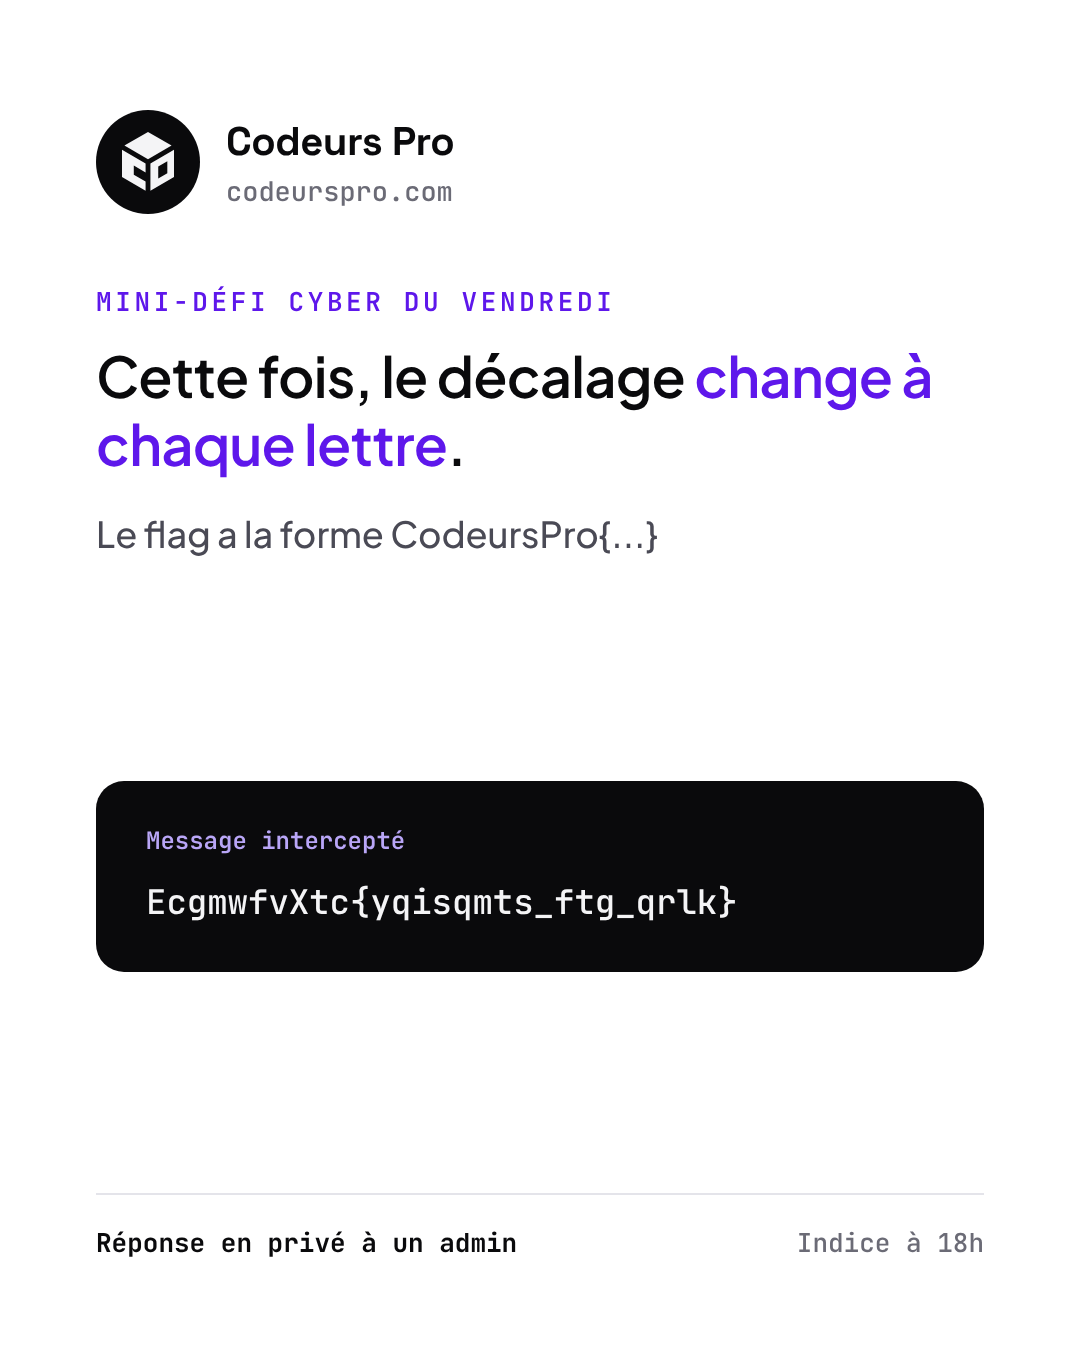 Codeurs Pro
codeurspro.com
MINI-DÉFI CYBER DU VENDREDI
Cette fois, le décalage change à
chaque lettre.
Le flag a la forme CodeursPro{...}
Message intercepté
EcgmwfvXtc{yqisqmts_ftg_qrlk}
Réponse en privé à un admin
Indice à 18h